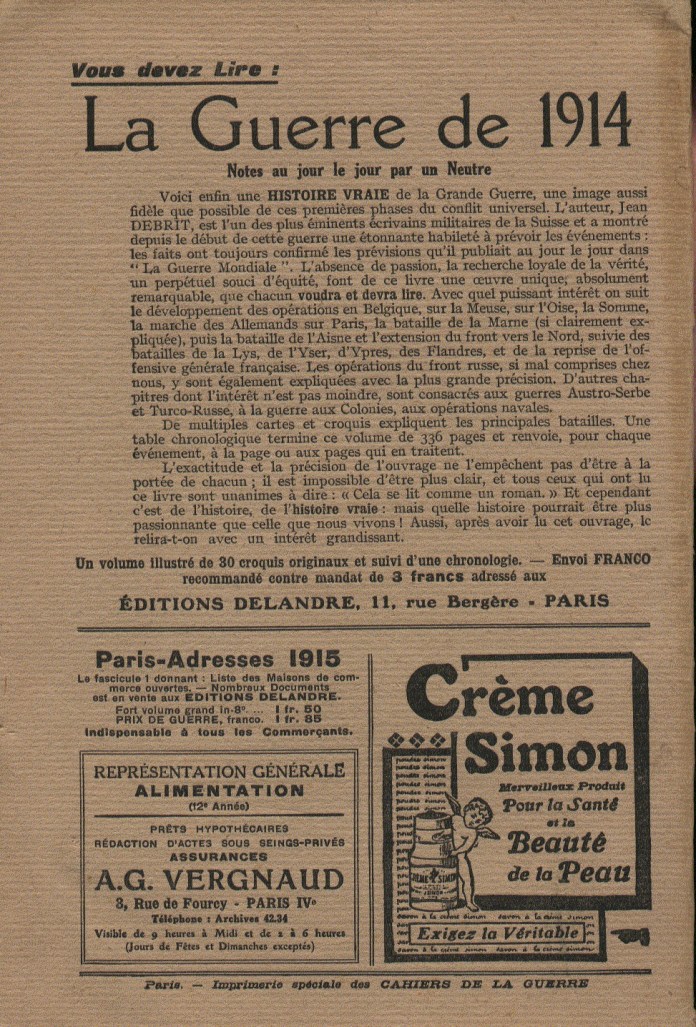 Vous devez Lire :
La Guerre de 1914
Notes au jour le jour par un Neutre
Voici enfin une HISTOIRE VRAIE de la Grande Guerre, une image aussi
fidèle que possible de ces premières phases du conflit universel. L'auteur, Jean
DEBRIT, est l'un des plus éminents écrivains militaires de la Suisse et a montré
depuis le début de cette guerre une étonnante habileté à prévoir les événements :
les faits ont toujours confirmé les prévisions qu'il publiait au jour le jour dans
" La Guerre Mondiale ". L'absence de passion, la recherche loyale de la vérité,
un perpétuel souci d'équité, font de ce livre une œuvre unique, absolument
remarquable, que chacun voudra et devra lire. Avec quel puissant intérêt on suit
le développement des opérations en Belgique, sur la Meuse, sur l'Oise, la Somme,
la marche des Allemands sur Paris, la bataille de la Marne (si clairement ex-
pliquée), puis la bataille de l'Aisne et l'extension du front vers le Nord, suivie des
batailles de la Lys, de l'Yser, d'Ypres, des Flandres, et de la reprise de l'of-
fensive générale française. Les opérations du front russe, si mal comprises chez
nous, y sont également expliquées avec la plus grande précision. D'autres cha-
pitres dont l'intérêt n'est pas moindre, sont consacrés aux guerres Austro-Serbe
et Turco-Russe, à la guerre aux Colonies, aux opérations navales.
De multiples cartes et croquis expliquent les principales batailles. Une
table chronologique termine ce volume de 336 pages et renvoie, pour chaque
événement, à la page ou aux pages qui en traitent.
L'exactitude et la précision de l'ouvrage ne l'empêchent pas d'être à la
portée de chacun ; il est impossible d'être plus clair, et tous ceux qui ont lu
ce livre sont unanimes à dire : « Cela se lit comme un roman. » Et cependant
c'est de l'histoire, de l'histoire vraie : mais quelle histoire pourrait être plus
passionnante que celle que nous vivons ! Aussi, après avoir lu cet ouvrage, le
relira-t-on avec un intérêt grandissant.
Un volume illustré de 30 croquis originaux et suivi d'une chronologie. — Envoi FRANCO
recommandé contre mandat de 3 francs adressé aux
ÉDITIONS DELANDRE, 11, rue Bergère - PARIS
Paris-Adresses 1915
Le fascicule 1 donnant : Liste des Maisons de com-
merce ouvertes. — Nombreux Documents
est en vente aux EDITIONS DELANDRE.
Fort volume grand in-8°. ... 1 fr. 50
PRIX DE GUERRE, franco. 1 fr. 85
Indispensable à tous les Commerçants.
REPRÉSENTATION GÉNÉRALE
ALIMENTATION
(12e Année)
PRÊTS HYPOTHÉCAIRES
RÉDACTION D'ACTES SOUS SEINGS-PRIVÉS
ASSURANCES
A.G. VERGNAUD
3, Rue de Fourcy - PARIS IVe
Téléphone : Archives 42.34
Visible de 9 heures à Midi et de 2 à 6 heures
(Jours de Fêtes et Dimanches exceptés)
Crème
Simon
Merveilleux Produit
Pour la Santé
et la
Beauté
de la Peau
CRÈME SIMON
savon à la crème simon savon à la crème simon
Exigez la Véritable
savon à la crème simon savon à la crème simon
Paris. — Imprimerie spéciale des CAHIERS DE LA GUERRE